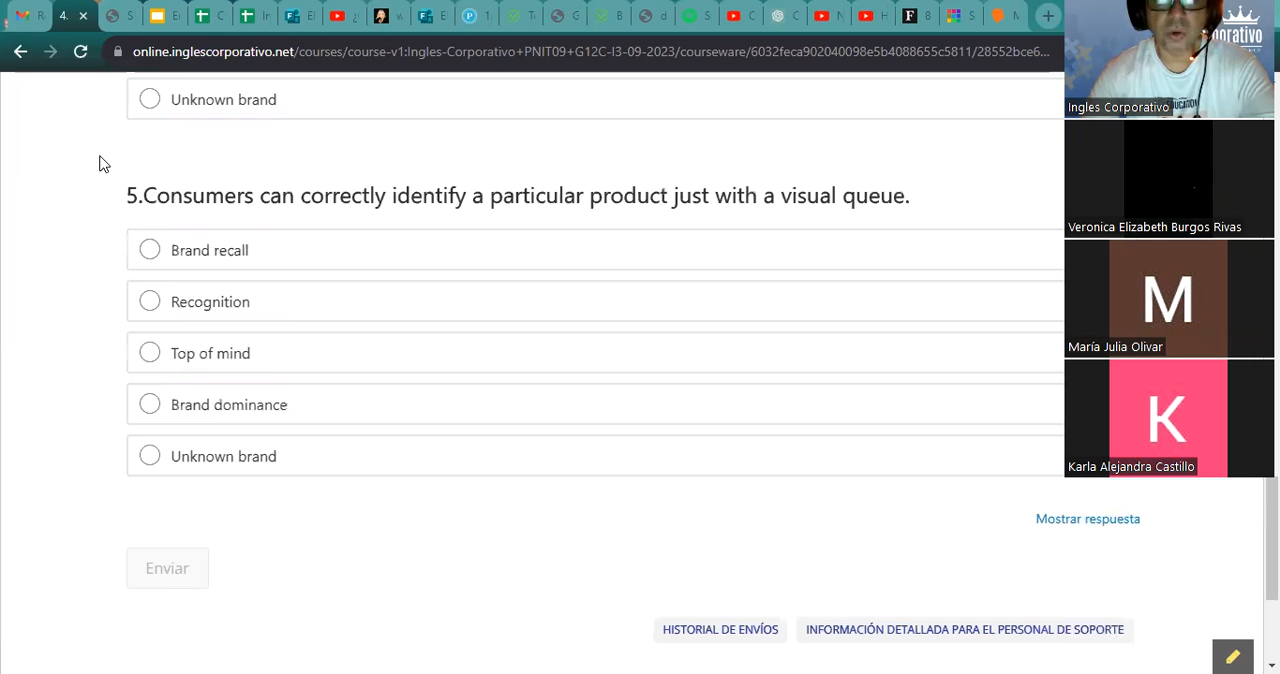 4.
online.inglescorporativo.net/courses/course-v1:Ingles-Corporativo+PNIT09+G12C-I3-09-2023/courseware/6032feca902040098e5b4088655c5811/28552bce6...
Unknown brand
5.Consumers can correctly identify a particular product just with a visual queue.
Brand recall
Recognition
Top of mind
Brand dominance
Unknown brand
Mostrar respuesta
Enviar
HISTORIAL DE ENVÍOS
INFORMACIÓN DETALLADA PARA EL PERSONAL DE SOPORTE
Ingles Corporativo
Veronica Elizabeth Burgos Rivas
M
María Julia Olivar
K
Karla Alejandra Castillo